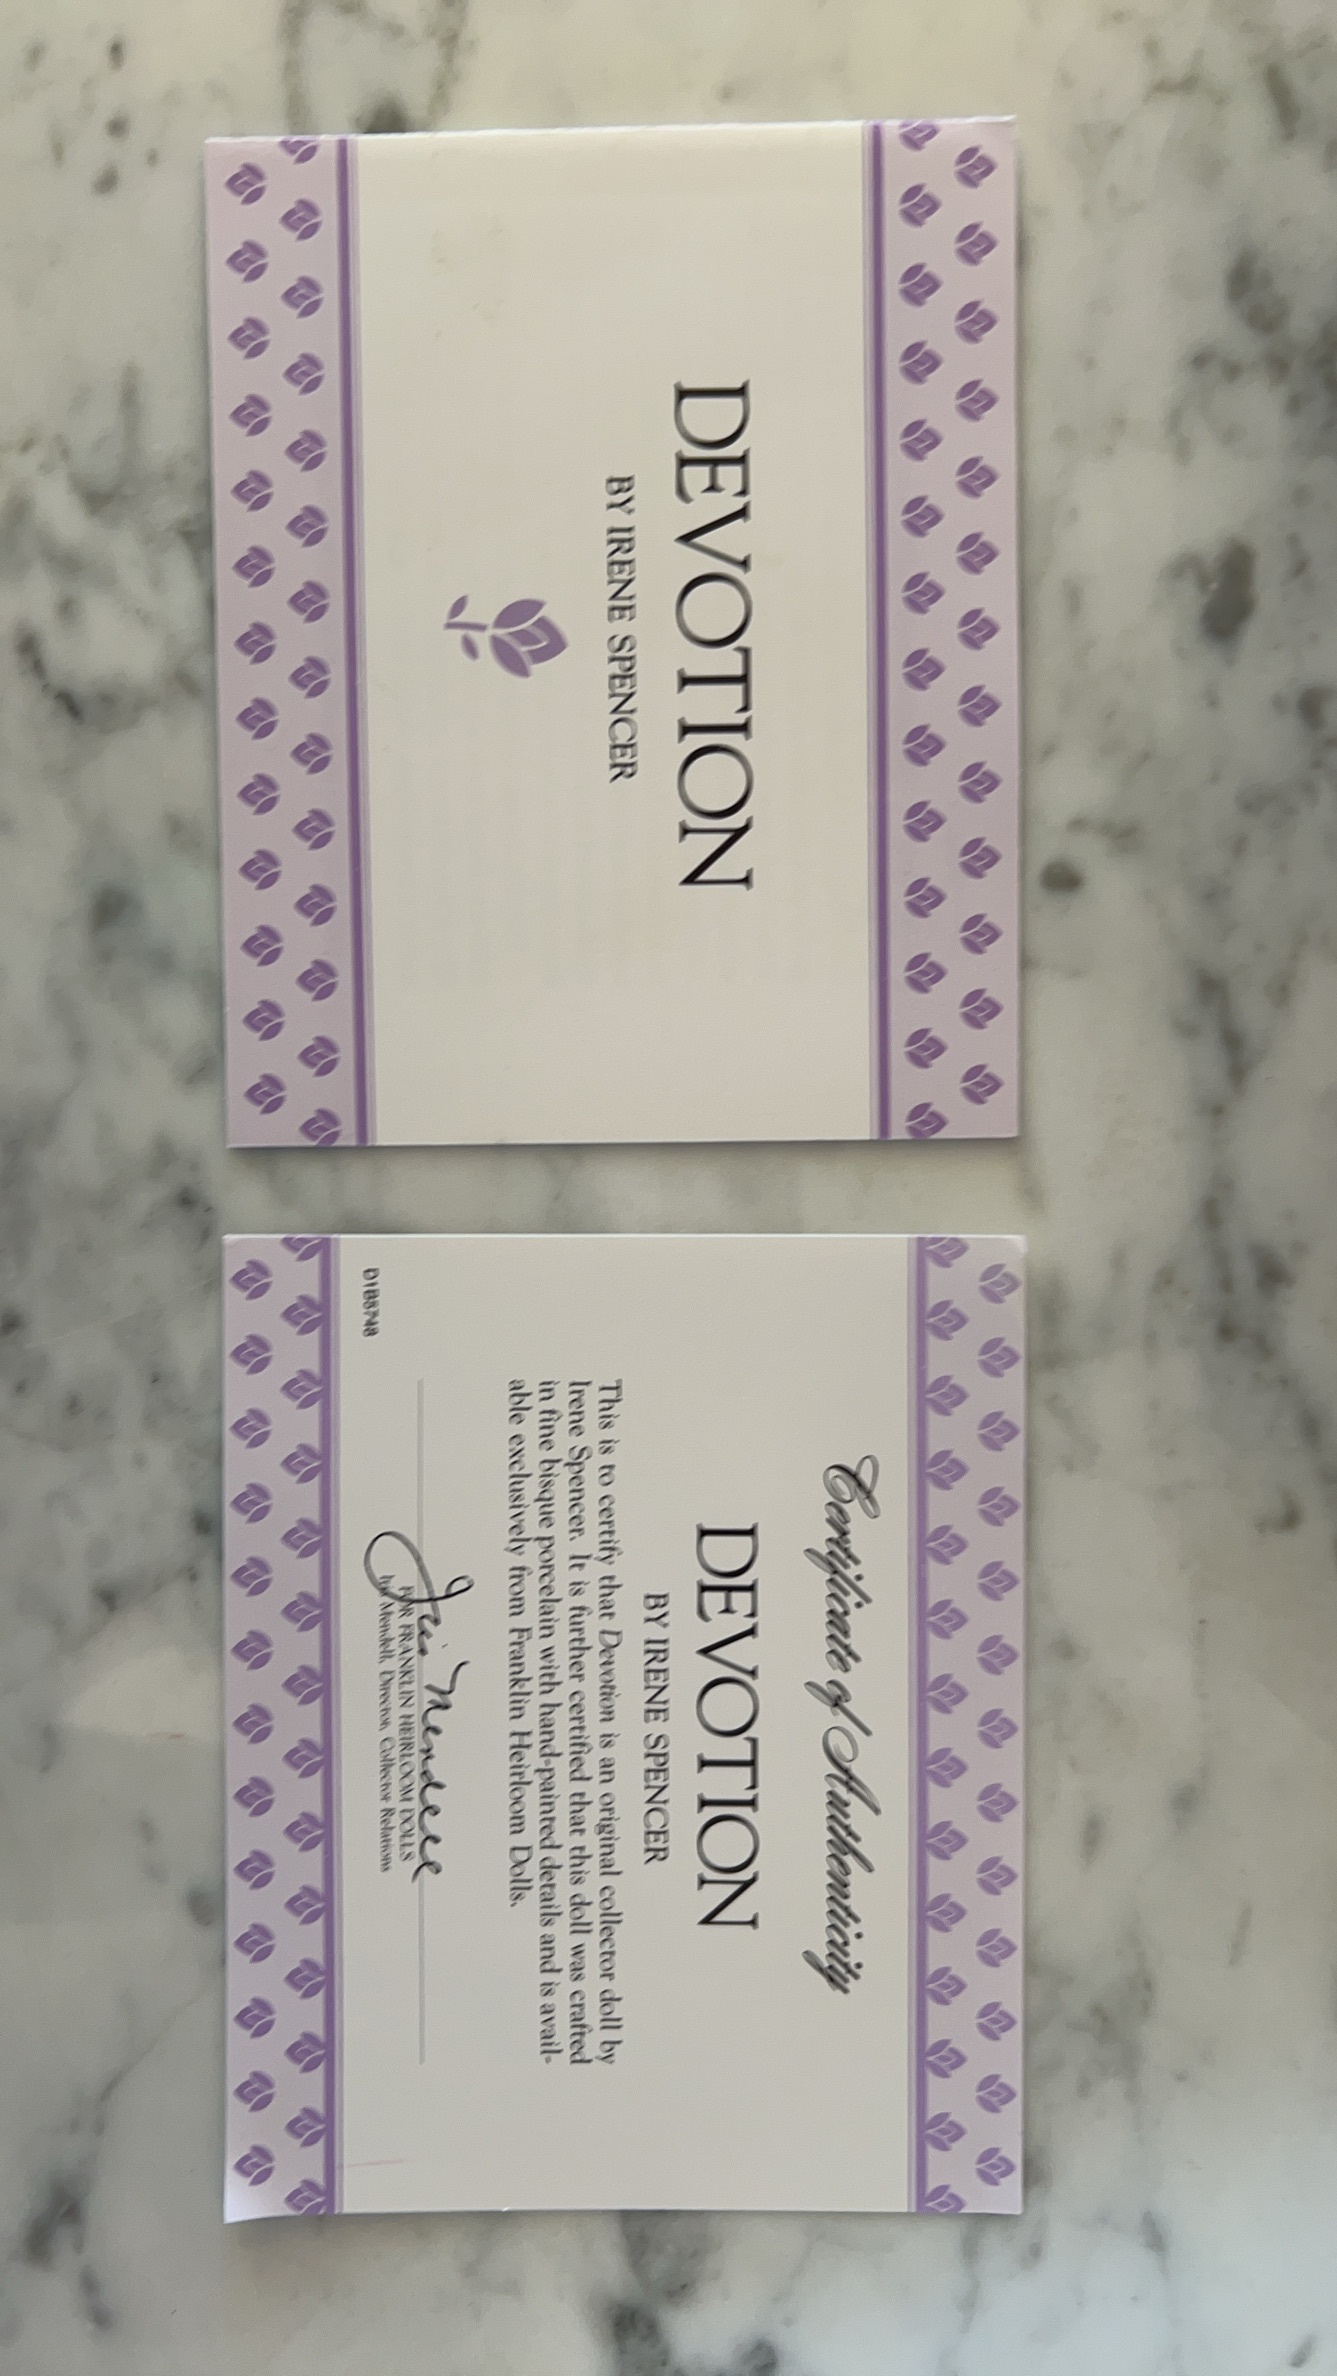 DEVOTION
BY IRENE SPENCER
Certificate of Authenticity
DEVOTION
BY IRENE SPENCER
This is to certify that Devotion is an original collector doll by
Irene Spencer. It is further certified that this doll was crafted
in fine bisque porcelain with hand-painted details and is avail-
able exclusively from Franklin Heirloom Dolls.
FOR FRANKLIN HEIRLOOM DOLLS
Mendell, Director, Collector Relations